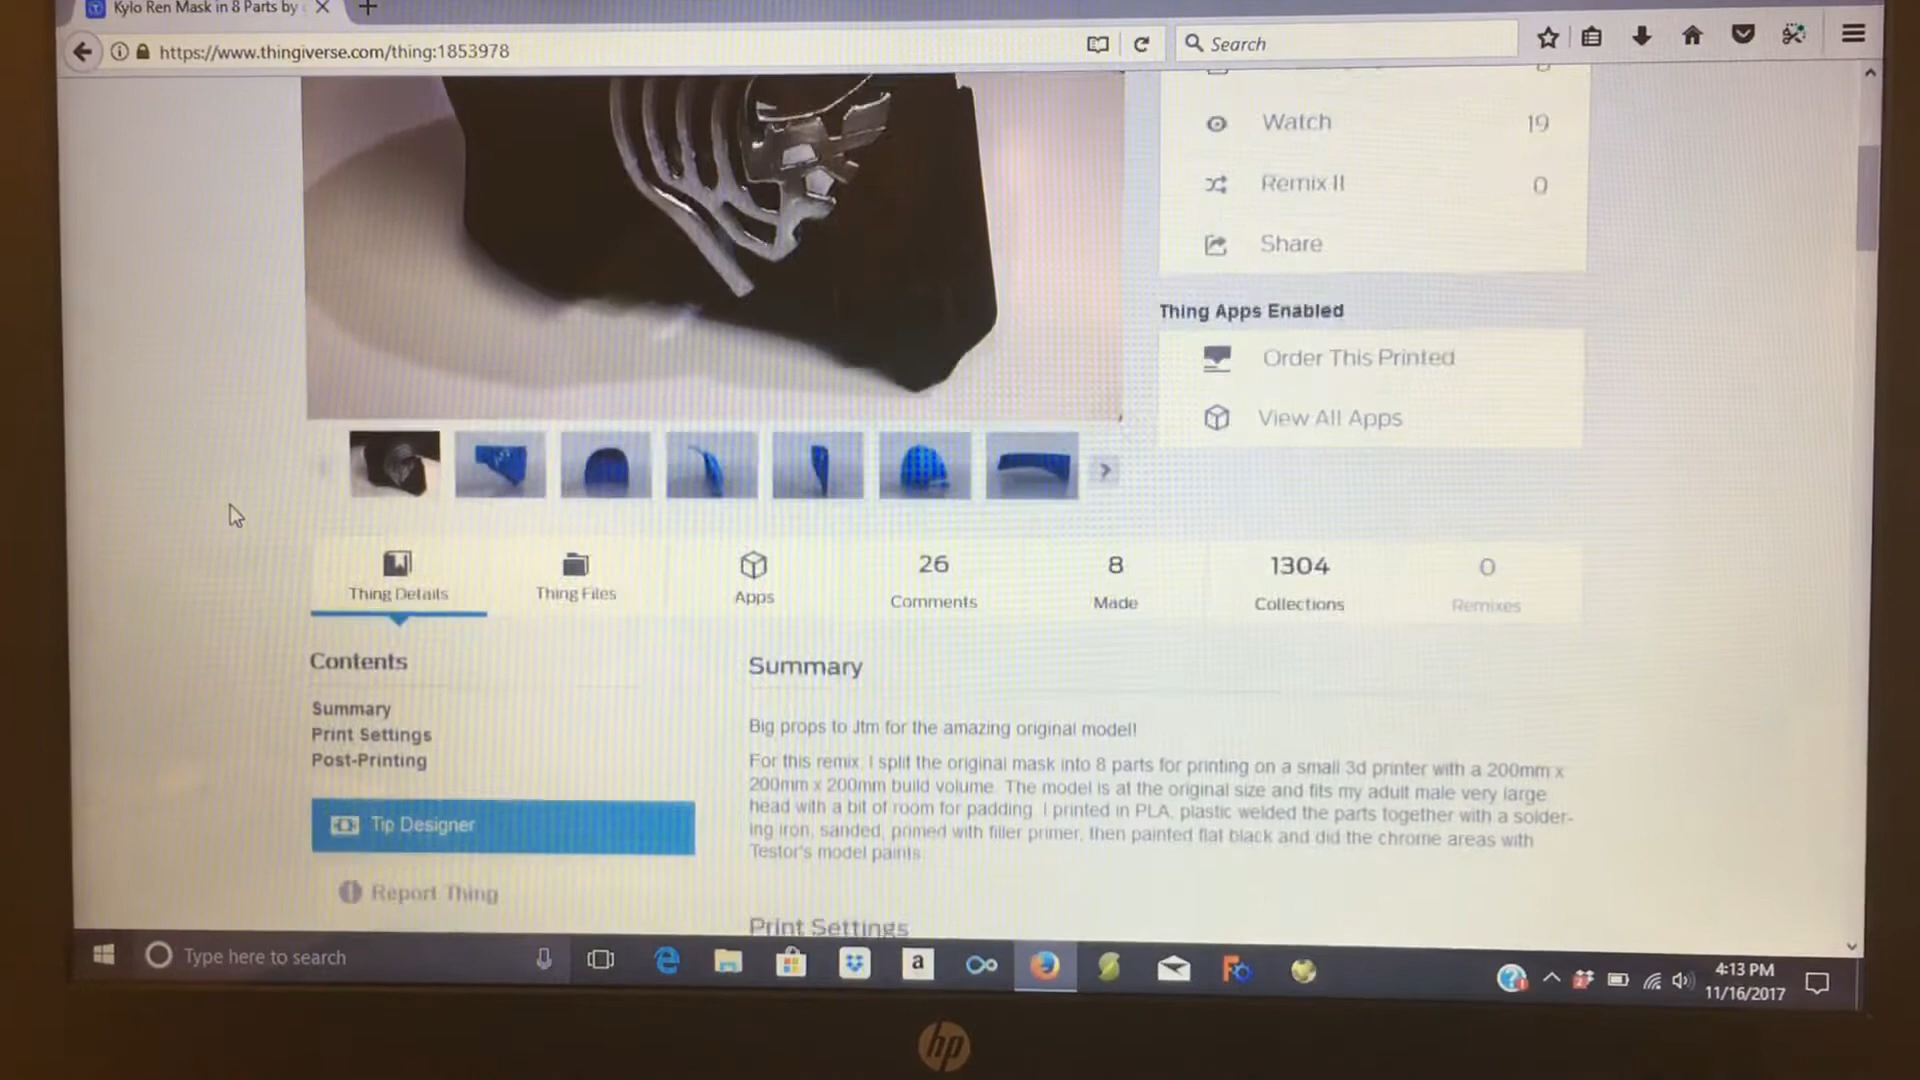 Kylo Ren Mask in 8 Parts by
https://www.thingiverse.com/thing:1853978
Search
Watch 19
Remix It 0
Share
Thing Apps Enabled
Order This Printed
View All Apps
Thing Details
Thing Files
Apps
26 Comments
8 Made
1304 Collections
0 Remixes
Contents
Summary
Print Settings
Post-Printing
Tip Designer
Report Thing
Summary
Big props to Jtm for the amazing original model!
For this remix, I split the original mask into 8 parts for printing on a small 3d printer with a 200mm x
200mm x 200mm build volume. The model is at the original size and fits my adult male very large
head with a bit of room for padding. I printed in PLA, plastic welded the parts together with a solder-
ing iron, sanded, primed with filler primer, then painted flat black and did the chrome areas with
Testor's model paints.
Print Settings
Type here to search
a
4:13 PM
11/16/2017
hp